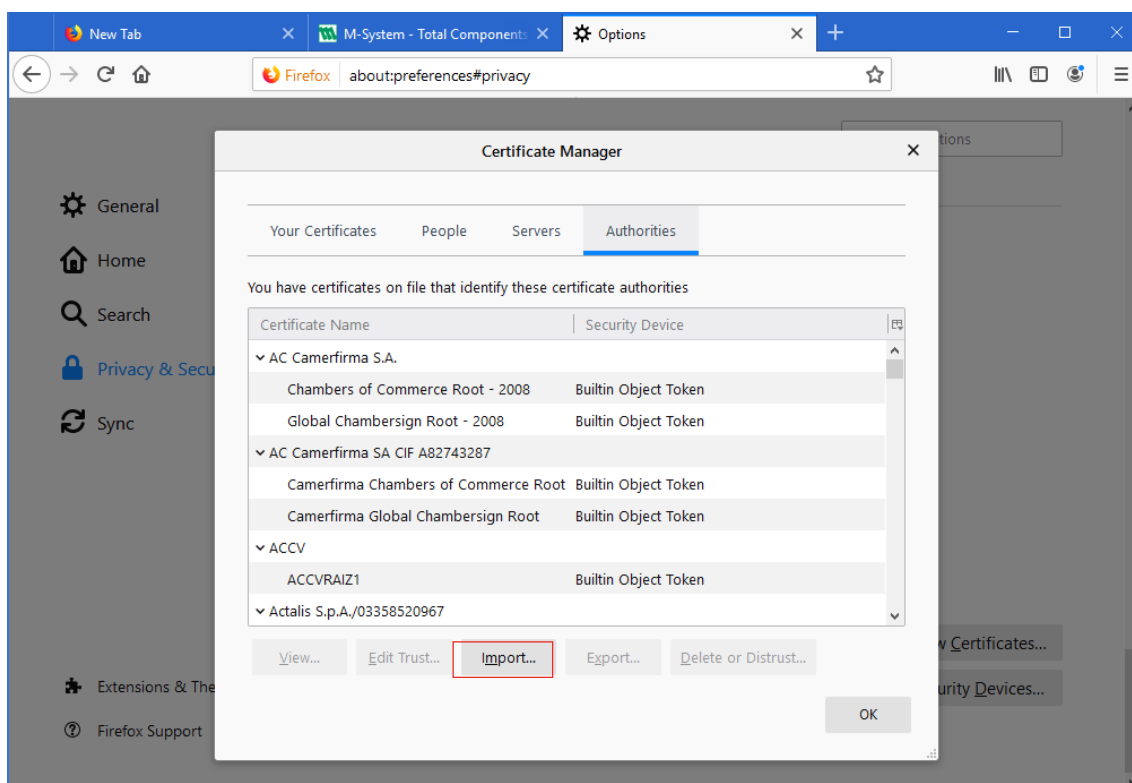 New Tab
M-System - Total Components
Options
Firefox
about:preferences#privacy
tions
Certificate Manager
General
Your Certificates People Servers Authorities
Home
You have certificates on file that identify these certificate authorities
Search
Certificate Name Security Device
AC Camerfirma S.A.
Privacy & Secu
Chambers of Commerce Root - 2008 Builtin Object Token
Global Chambersign Root - 2008 Builtin Object Token
Sync
AC Camerfirma SA CIF A82743287
Camerfirma Chambers of Commerce Root Builtin Object Token
Camerfirma Global Chambersign Root Builtin Object Token
ACCV
ACCVRAIZ1 Builtin Object Token
Actalis S.p.A./03358520967
View... Edit Trust... Import... Export... Delete or Distrust...
w Certificates...
Extensions & The
urity Devices...
OK
Firefox Support